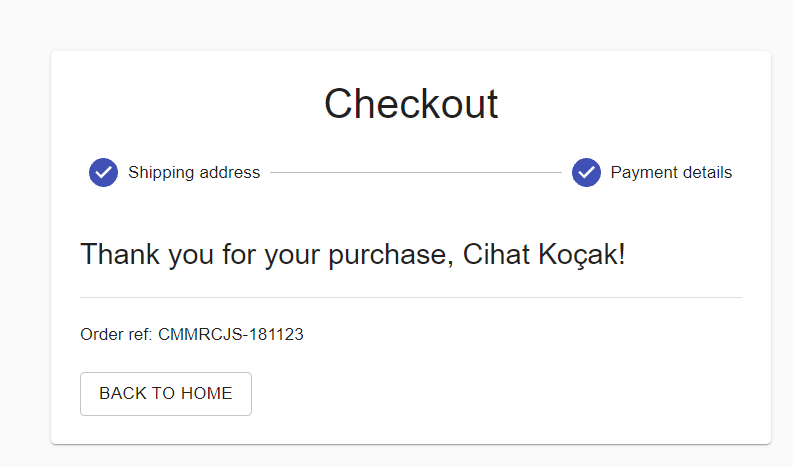 Checkout
Shipping address Payment details
Thank you for your purchase, Cihat Koçak!
Order ref: CMMRCJS-181123
BACK TO HOME